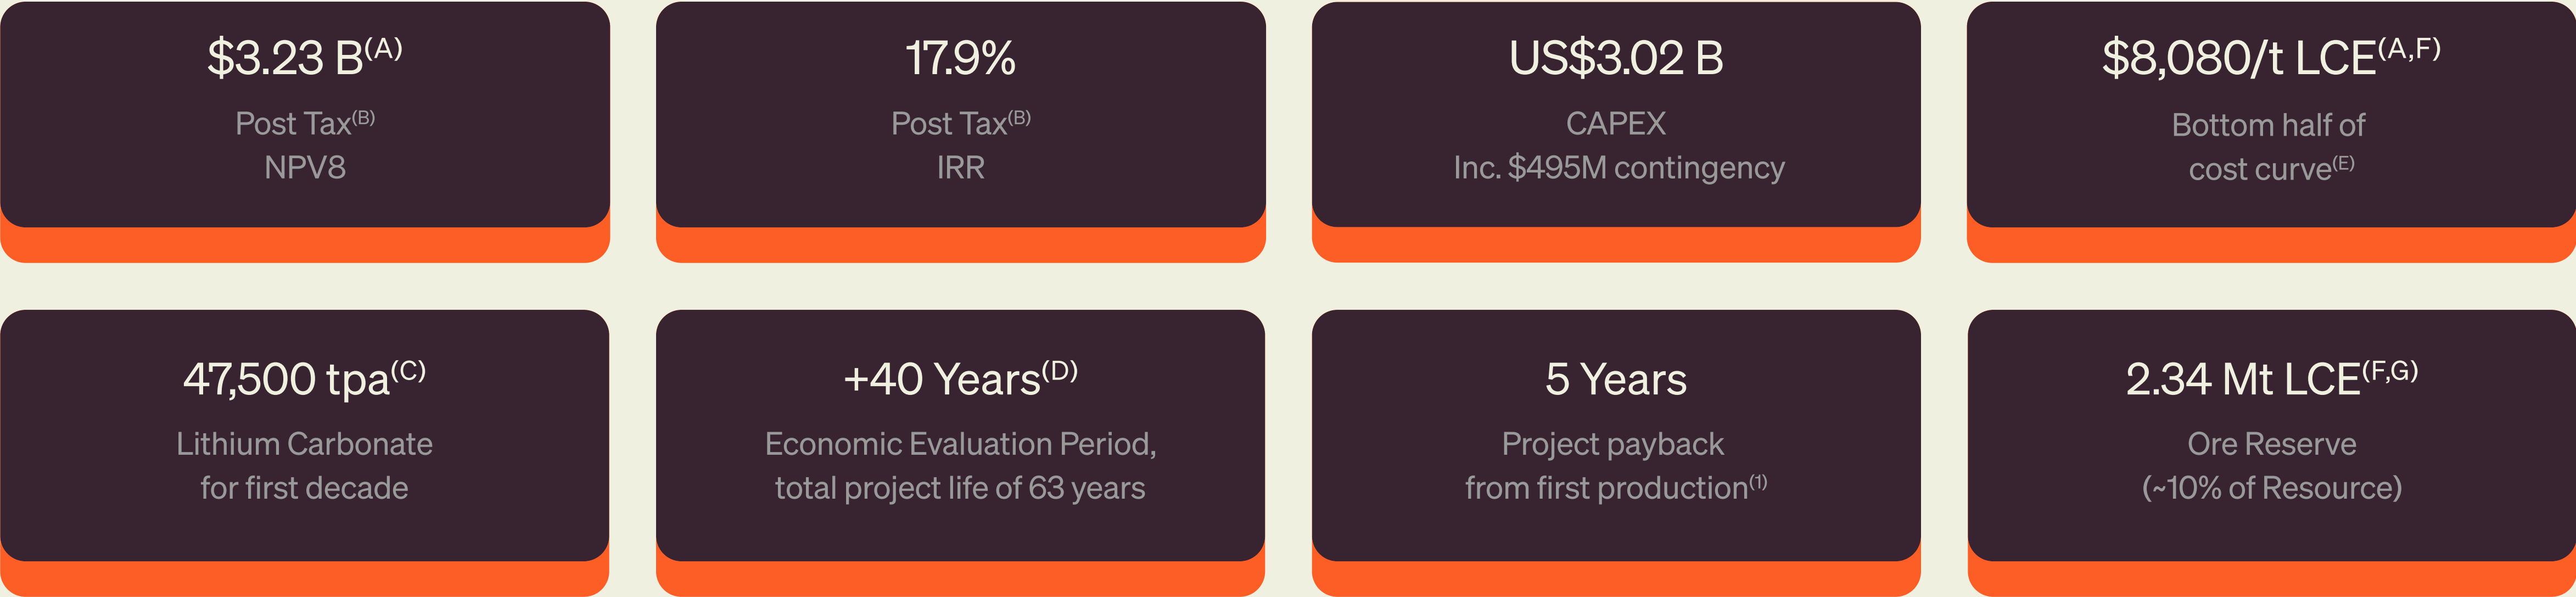 $3.23 B(A)
Post Tax(B)
NPV8
17.9%
Post Tax(B)
IRR
US$3.02 B
CAPEX
Inc. $495M contingency
$8,080/t LCE(A,F)
Bottom half of
cost curve(E)
47,500 tpa(C)
Lithium Carbonate
for first decade
+40 Years(D)
Economic Evaluation Period,
total project life of 63 years
5 Years
Project payback
from first production(1)
2.34 Mt LCE(F,G)
Ore Reserve
(~10% of Resource)